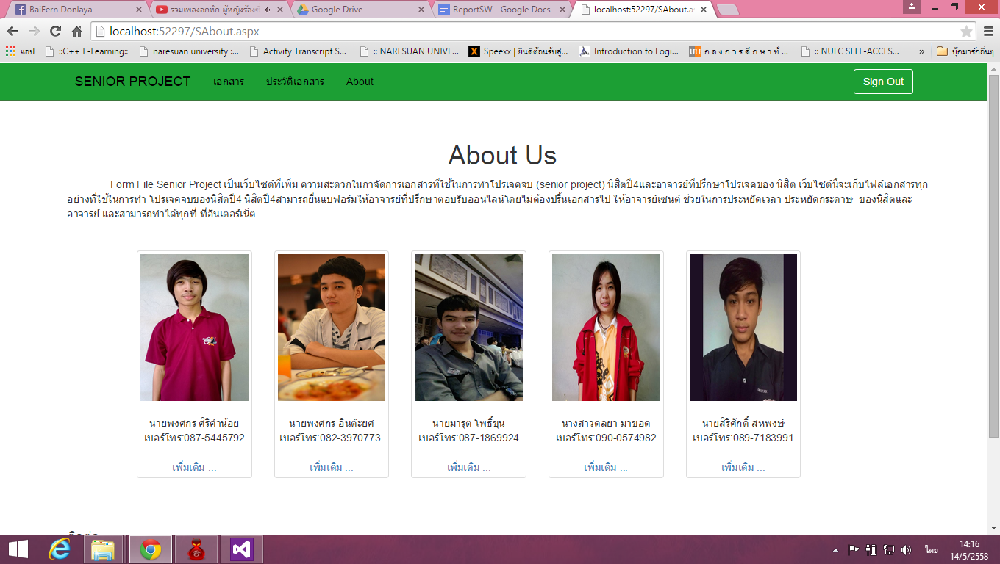 BaiFern Donlaya
รวมเพลงอกหัก ผู้หญิงร้อง
Google Drive
ReportSW - Google Docs
localhost:52297/SAbout.a
localhost:52297/SAbout.aspx
แอป
::C++ E-Learning::
naresuan university :...
Activity Transcript S...
:: NARESUAN UNIVE...
Speexx | ยินดีต้อนรับสู่...
Introduction to Logi...
มน
ก อ ง ก า ร ศึ ก ษ า ทั่ ...
:: NULC SELF-ACCES...
»
บุ๊กมาร์กอื่นๆ
SENIOR PROJECT
เอกสาร
ประวัติเอกสาร
About
Sign Out
About Us
Form File Senior Project เป็นเว็บไซต์ที่เพิ่ม ความสะดวกในกาจัดการเอกสารที่ใช้ในการทำโปรเจคจบ (senior project) นิสิตปี4และอาจารย์ที่ปรึกษาโปรเจคของ นิสิต เว็บไซต์นี้จะเก็บไฟล์เอกสารทุก
อย่างที่ใช้ในการทำ โปรเจคจบของนิสิตปี4 นิสิตปี4สามารถยื่นแบฟอร์มให้อาจารย์ที่ปรึกษาตอบรับออนไลน์โดยไม่ต้องปริ้นเอกสารไป ให้อาจารย์เซนต์ ช่วยในการประหยัดเวลา ประหยัดกระดาษ ของนิสิตและ
อาจารย์ และสามารถทำได้ทุกที่ ที่อินเตอร์เน็ต
นายพงศกร ศิริคำน้อย
เบอร์โทร:087-5445792
เพิ่มเติม ...
นายพงศกร อินต๊ะยศ
เบอร์โทร:082-3970773
เพิ่มเติม ...
นายมารุต โพธิ์ขุน
เบอร์โทร:087-1869924
เพิ่มเติม ...
นางสาวดลยา มาขอด
เบอร์โทร:090-0574982
เพิ่มเติม ...
นายสิริศักดิ์ สหพงษ์
เบอร์โทร:089-7183991
เพิ่มเติม ...
ไทย
14:16
14/5/2558